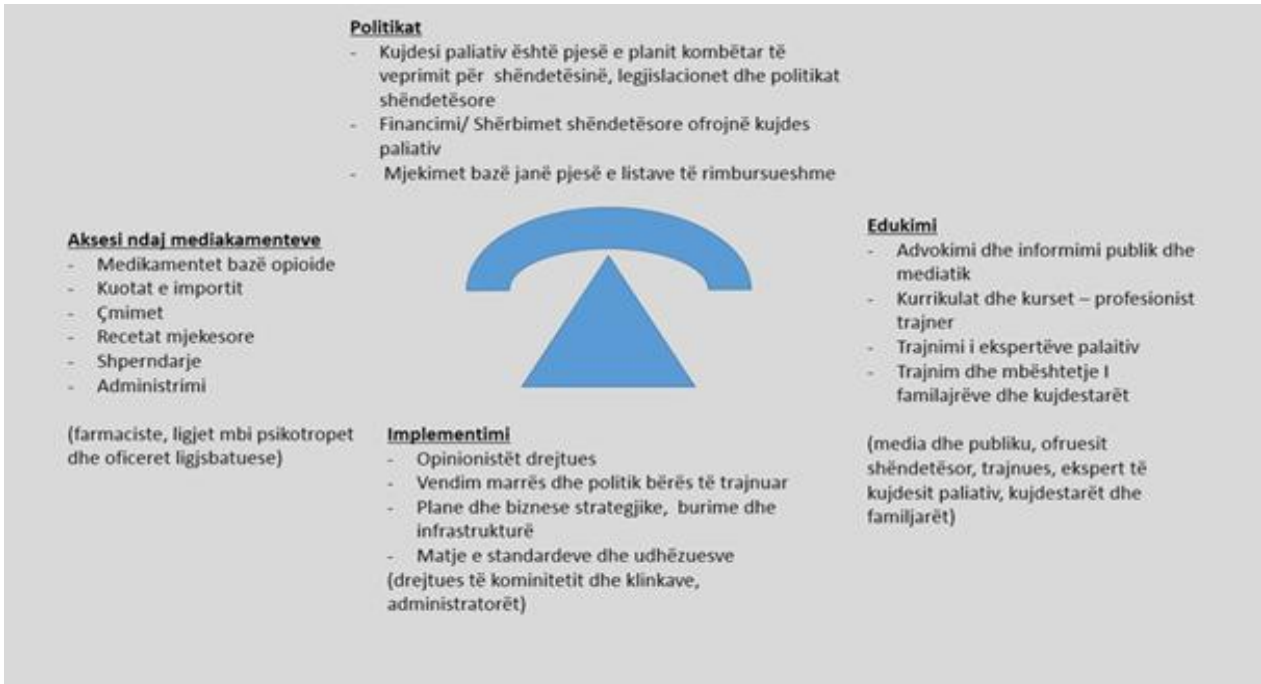 Politikat
- Kujdesi paliativ është pjesë e planit kombëtar të
veprimit për shëndetësinë, legjislacionet dhe politikat
shëndetësore
- Financimi/ Shërbimet shëndetësore ofrojnë kujdes
paliativ
- Mjekimet bazë janë pjesë e listave të rimbursueshme
Aksesi ndaj mediakamenteve
- Medikamentet bazë opioide
- Kuotat e importit
- Çmimet
- Recetat mjekesore
- Shperndarje
- Administrimi
(farmaciste, ligjet mbi psikotropet
dhe oficeret ligjsbatuese)
Implementimi
- Opinionistët drejtues
- Vendim marrës dhe politik bërës të trajnuar
- Plane dhe biznese strategjike, burime dhe
infrastrukturë
- Matje e standardeve dhe udhëzuesve
(drejtues të kominitetit dhe klinkave,
administratorët)
Edukimi
- Advokimi dhe informimi publik dhe
mediatik
- Kurrikulat dhe kurset – profesionist
trajner
- Trajnimi i ekspertëve palaitiv
- Trajnim dhe mbështetje I
familajrëve dhe kujdestarët
(media dhe publiku, ofruesit
shëndetësor, trajnues, ekspert të
kujdesit paliativ, kujdestarët dhe
familjarët)